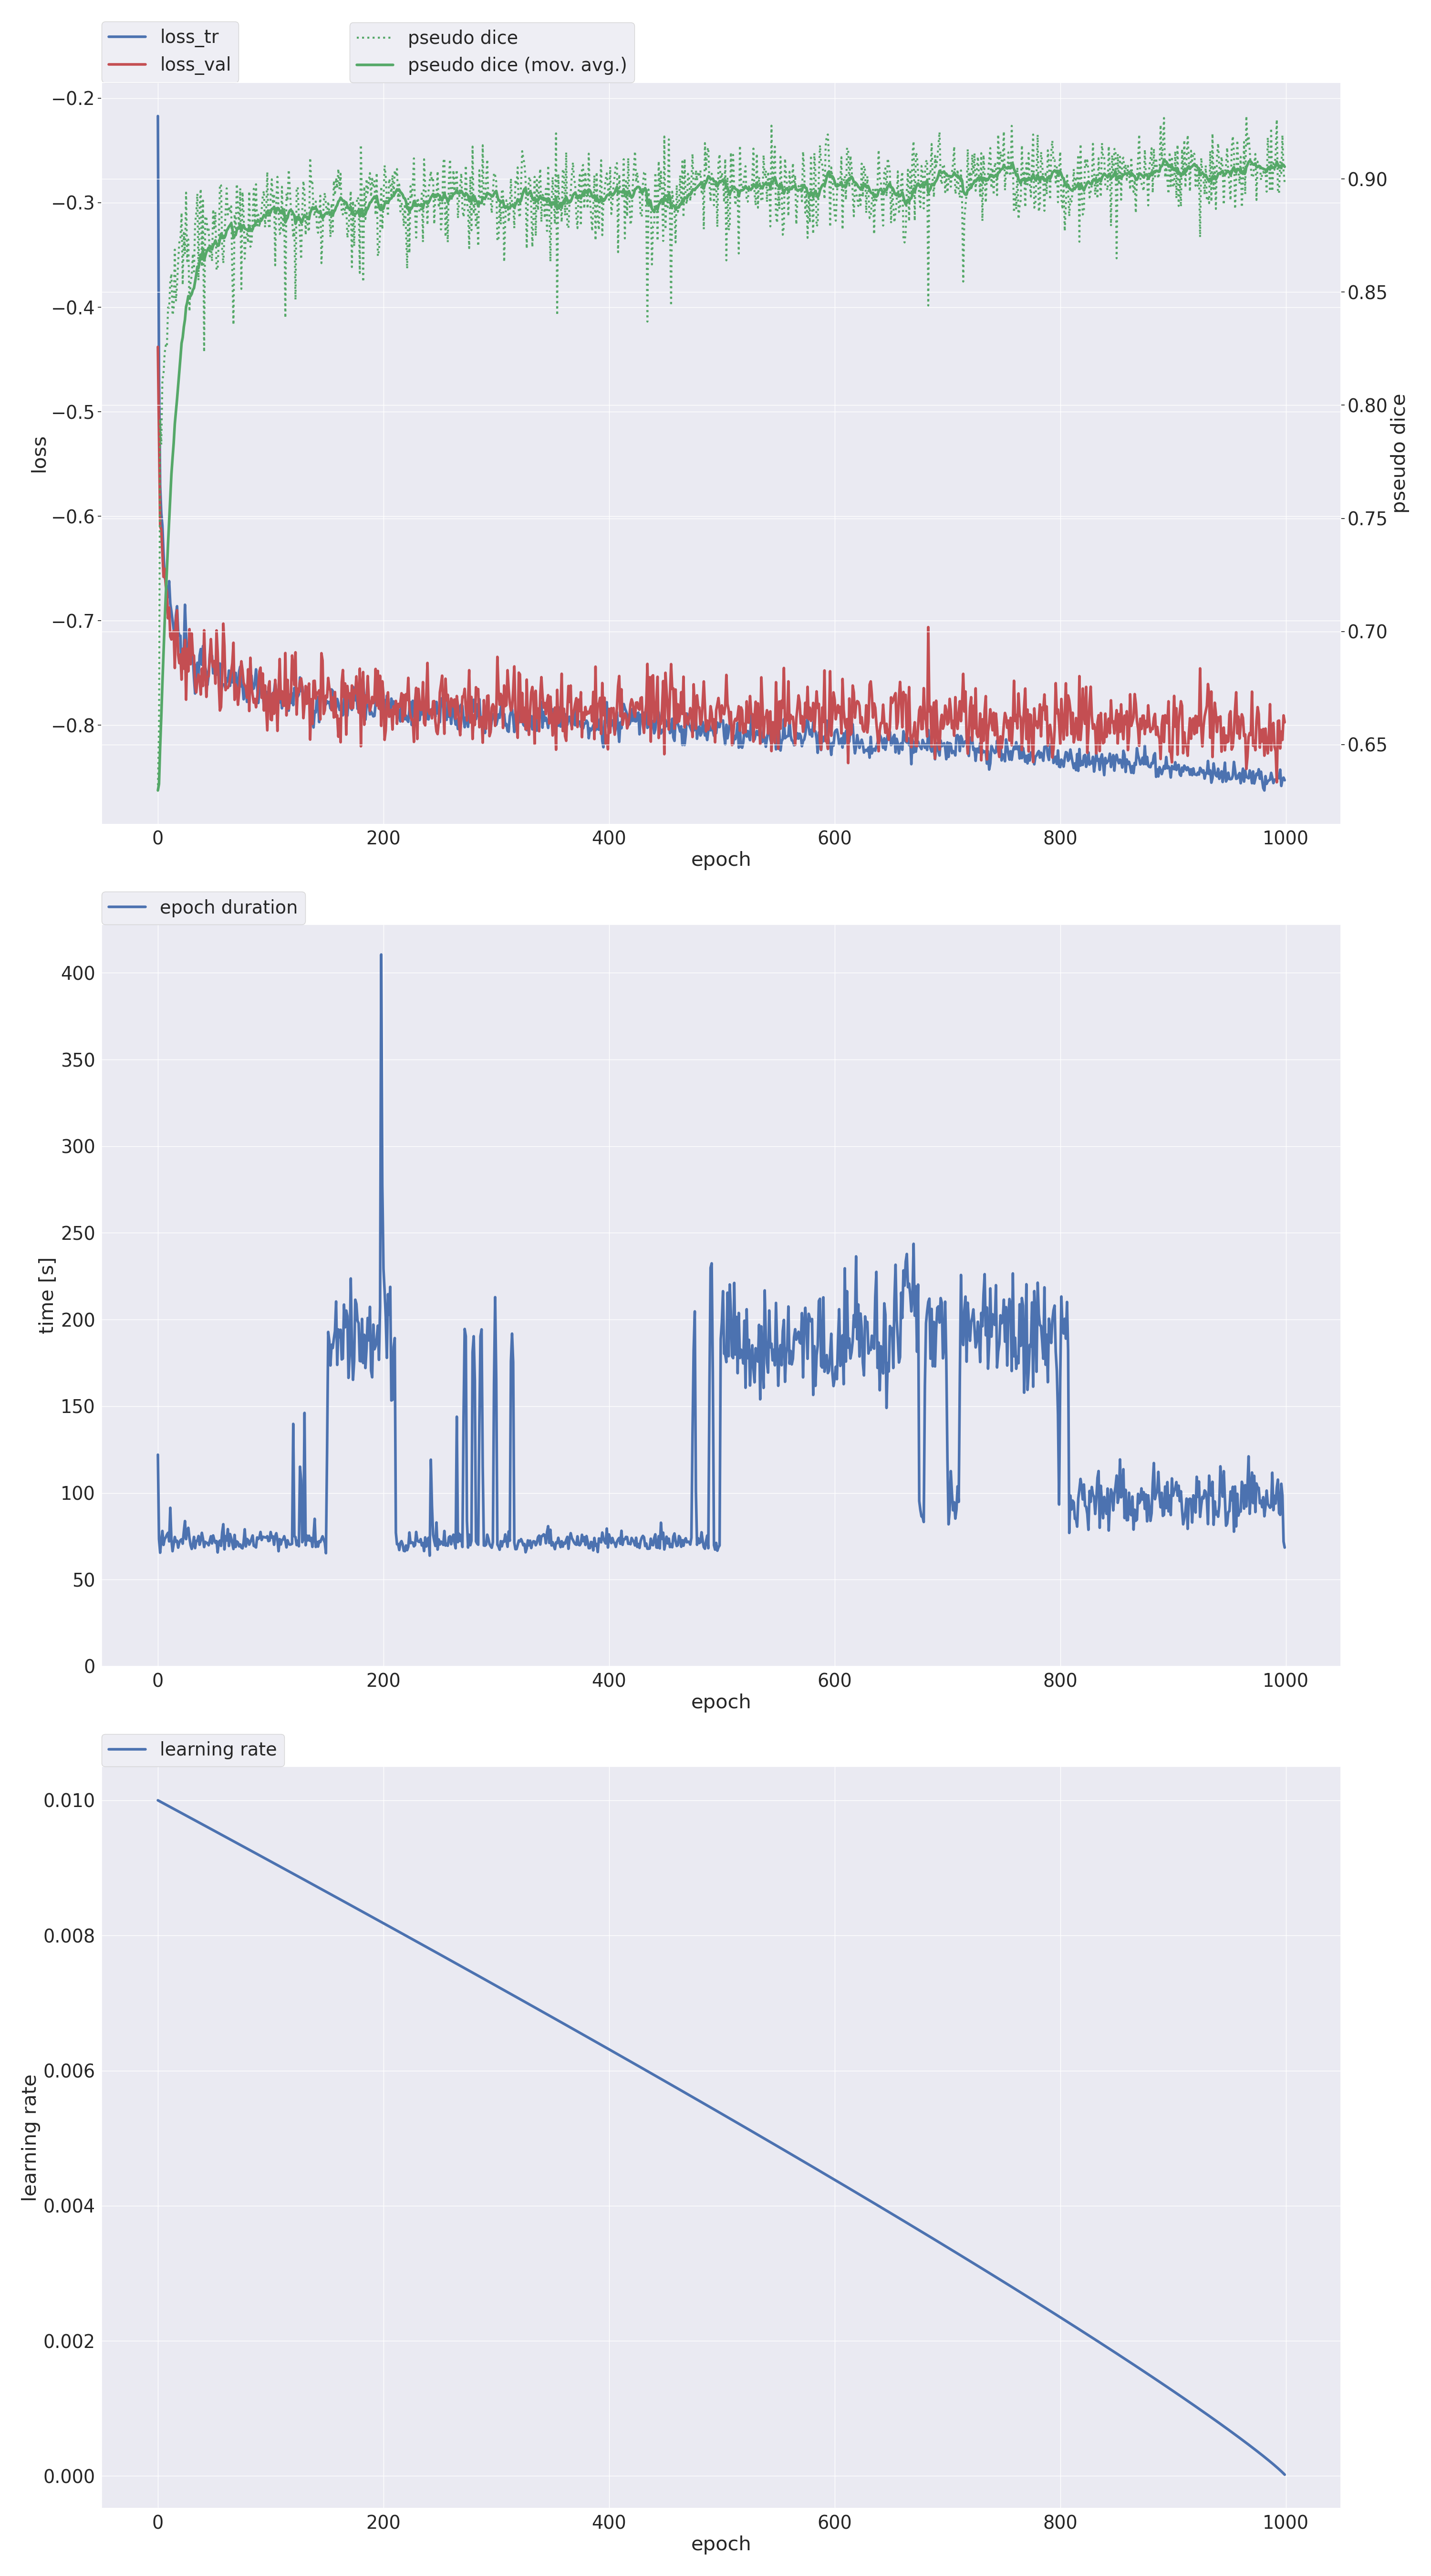 loss_tr
loss_val
pseudo dice
pseudo dice (mov. avg.)
−0.2
−0.3
−0.4
−0.5
−0.6
−0.7
−0.8
loss
0.90
0.85
0.80
0.75
0.70
0.65
pseudo dice
0 200 400 600 800 1000
epoch
epoch duration
400
350
300
250
200
150
100
50
0
time [s]
0 200 400 600 800 1000
epoch
learning rate
0.010
0.008
0.006
0.004
0.002
0.000
learning rate
0 200 400 600 800 1000
epoch